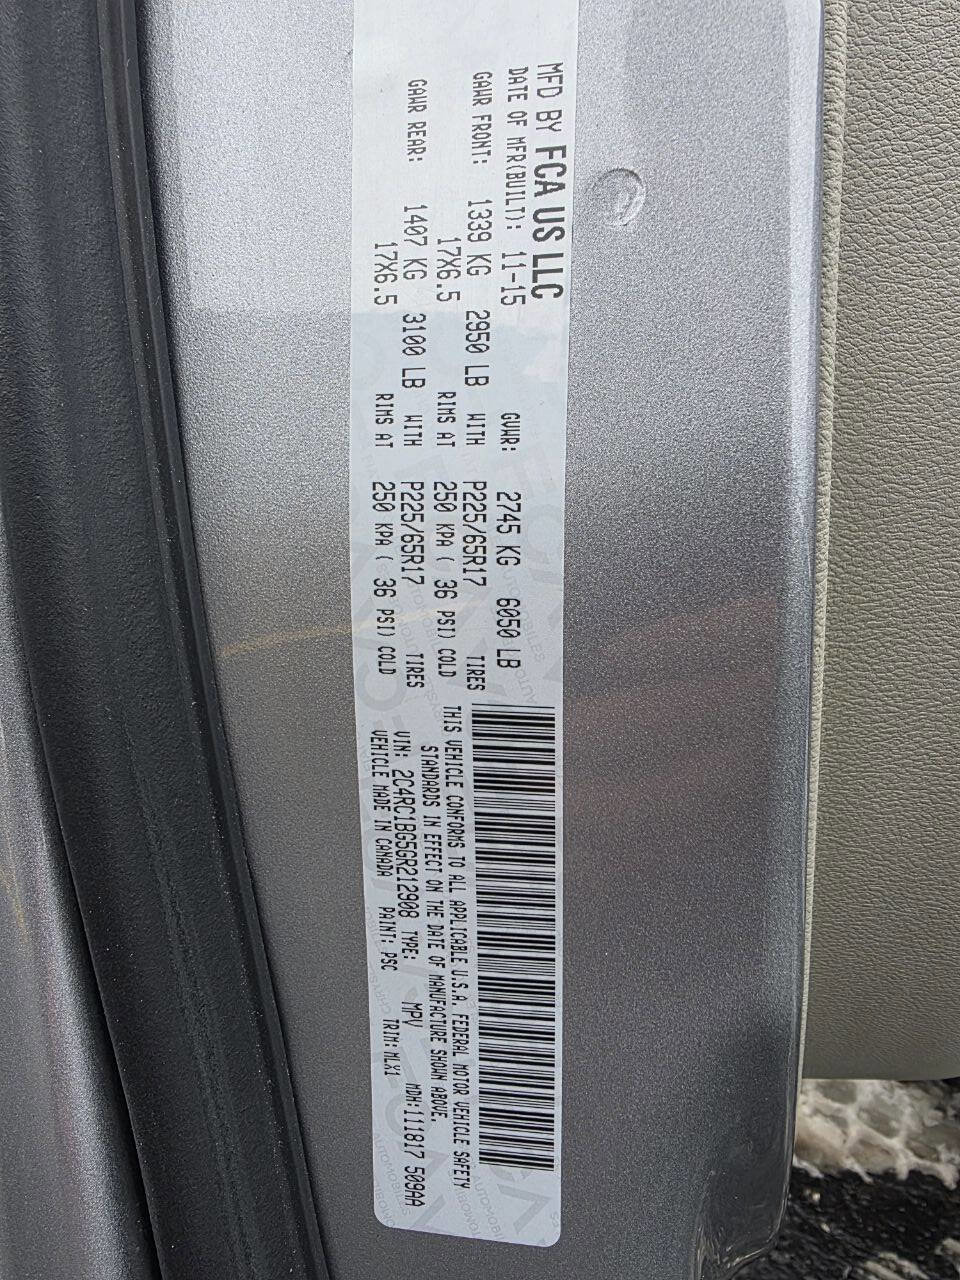 MFD BY FCA US LLC
DATE OF MFR(BUILT): 11-15 GVWR: 2745 KG 6050 LB
GAWR FRONT: 1339 KG 2950 LB WITH P225/65R17 TIRES
17X6.5 RIMS AT 250 KPA ( 36 PSI) COLD
GAWR REAR: 1407 KG 3100 LB WITH P225/65R17 TIRES
17X6.5 RIMS AT 250 KPA ( 36 PSI) COLD
THIS VEHICLE CONFORMS TO ALL APPLICABLE U.S.A. FEDERAL MOTOR VEHICLE SAFETY
STANDARDS IN EFFECT ON THE DATE OF MANUFACTURE SHOWN ABOVE.
VIN: 2C4RC1BG5GR212908 TYPE: MPV MDH:111817 509AA
VEHICLE MADE IN CANADA PAINT: PSC TRIM: MLX1